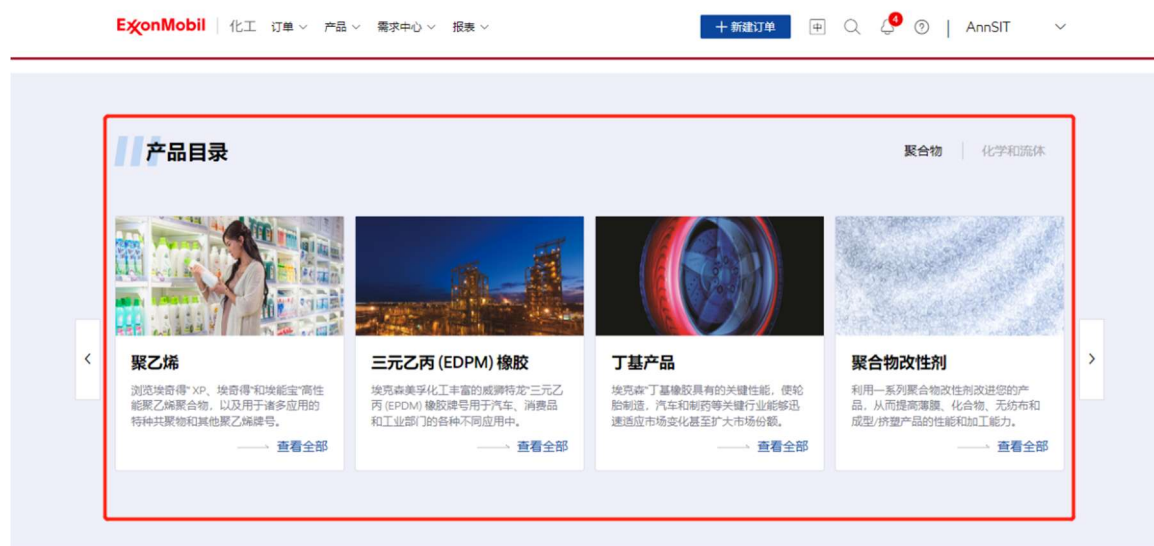 ExxonMobil 化工 订单 产品 需求中心 报表 十新建订单 中 4 AnnSIT
产品目录
聚合物 化学和流体
聚乙烯
浏览埃奇得" XP、埃奇得"和埃能宝"高性
能聚乙烯聚合物，以及用于诸多应用的
特种共聚物和其他聚乙烯牌号。
查看全部
三元乙丙 (EDPM) 橡胶
埃克森美孚化工丰富的威狮特龙"三元乙
丙 (EPDM) 橡胶牌号用于汽车、消费品
和工业部门的各种不同应用中。
查看全部
丁基产品
埃克森"丁基橡胶具有的关键性能，使轮
胎制造，汽车和制药等关键行业能够迅
速适应市场变化甚至扩大市场份额。
查看全部
聚合物改性剂
利用一系列聚合物改性剂改进您的产
品，从而提高薄膜、化合物、无纺布和
成型/挤塑产品的性能和加工能力。
查看全部